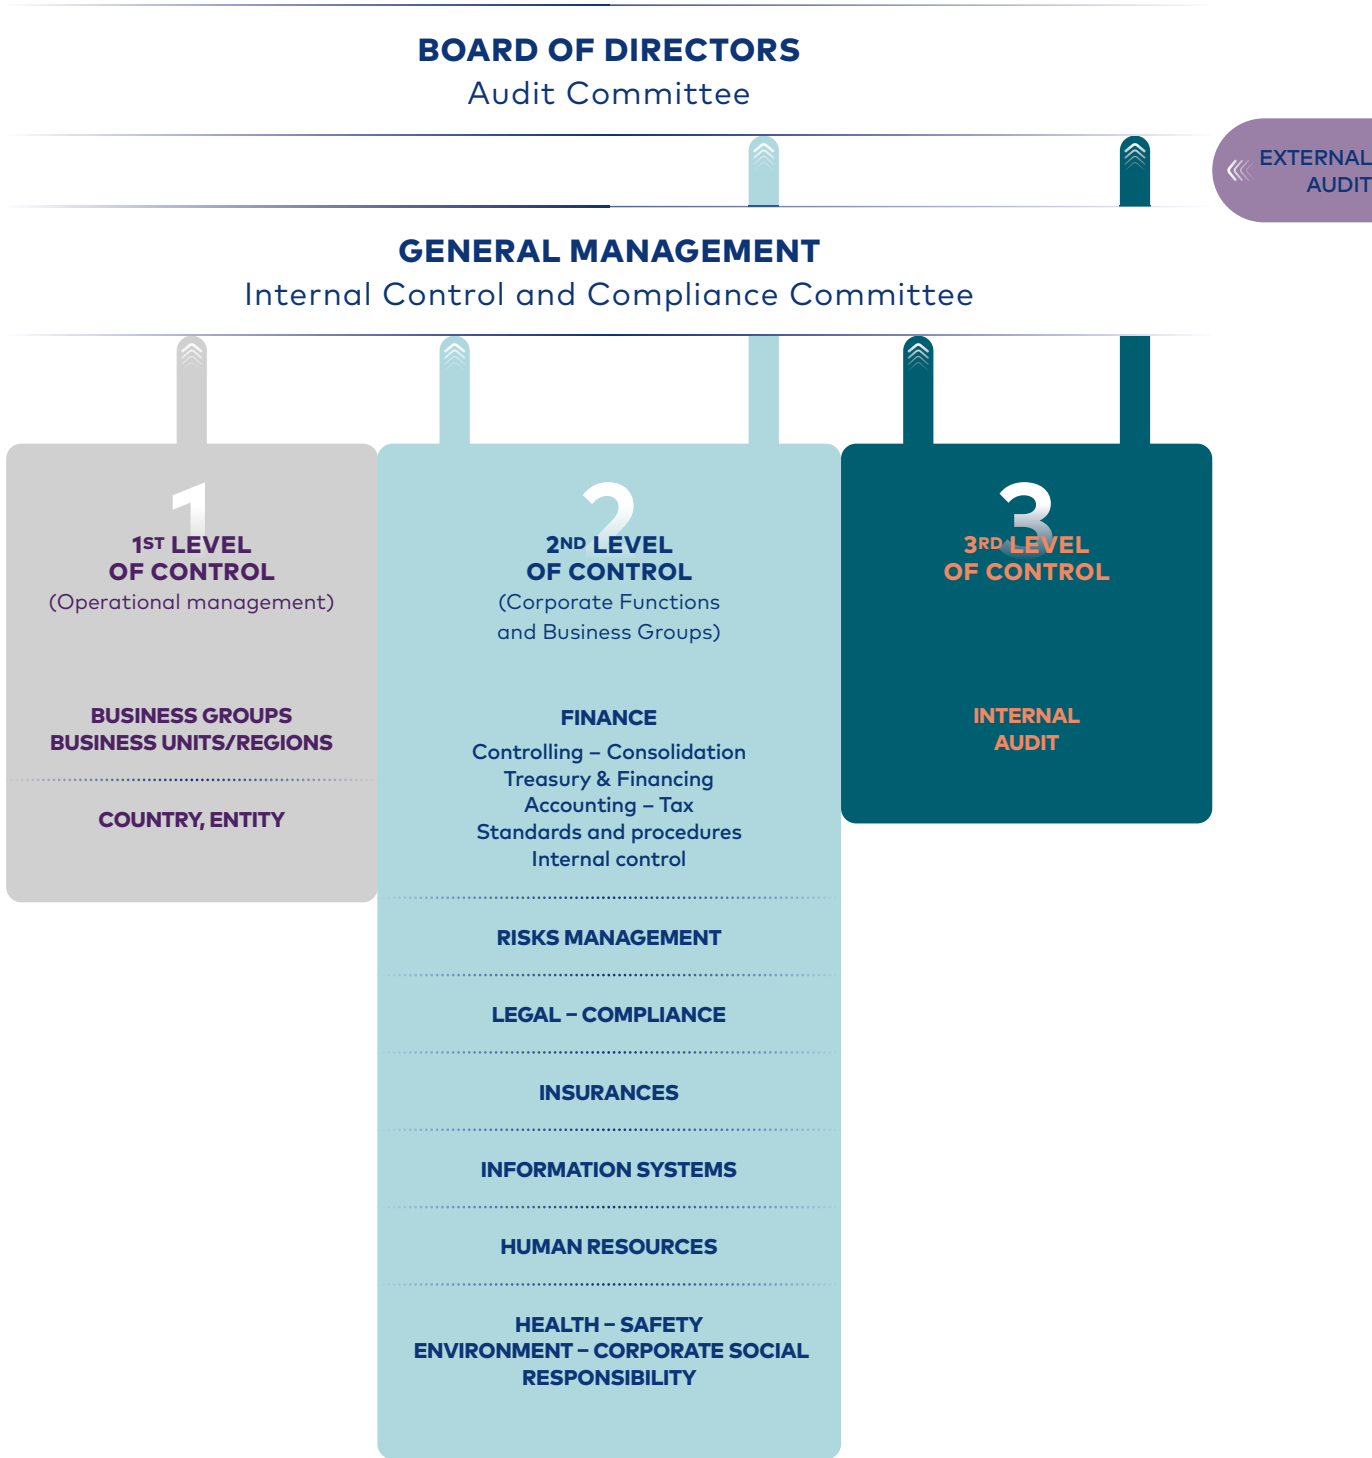 BOARD OF DIRECTORS
Audit Committee
EXTERNAL
AUDIT
GENERAL MANAGEMENT
Internal Control and Compliance Committee
1
1ST LEVEL
OF CONTROL
(Operational management)
BUSINESS GROUPS
BUSINESS UNITS/REGIONS
COUNTRY, ENTITY
2
2ND LEVEL
OF CONTROL
(Corporate Functions
and Business Groups)
FINANCE
Controlling – Consolidation
Treasury & Financing
Accounting – Tax
Standards and procedures
Internal control
RISKS MANAGEMENT
LEGAL – COMPLIANCE
INSURANCES
INFORMATION SYSTEMS
HUMAN RESOURCES
HEALTH – SAFETY
ENVIRONMENT – CORPORATE SOCIAL
RESPONSIBILITY
3
3RD LEVEL
OF CONTROL
INTERNAL
AUDIT